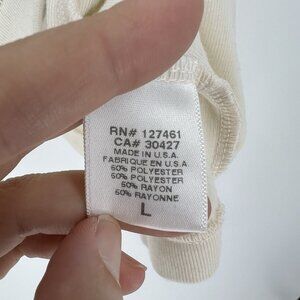 RN# 127461
CA# 30427
MADE IN U.S.A.
FABRIQUE EN U.S.A.
50% POLYESTER
50% POLYESTER
50% RAYON
50% RAYONNE
L